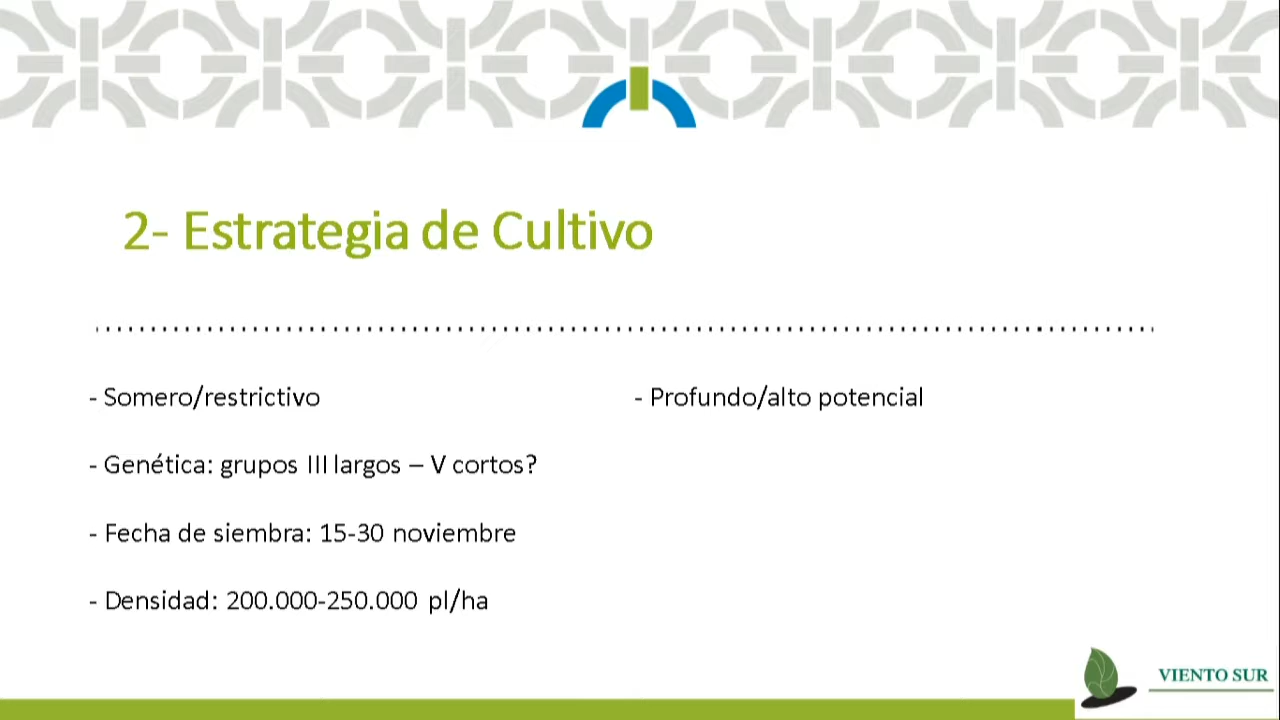 2- Estrategia de Cultivo
- Somero/restrictivo
- Profundo/alto potencial
- Genética: grupos III largos – V cortos?
- Fecha de siembra: 15-30 noviembre
- Densidad: 200.000-250.000 pl/ha
VIENTO SUR